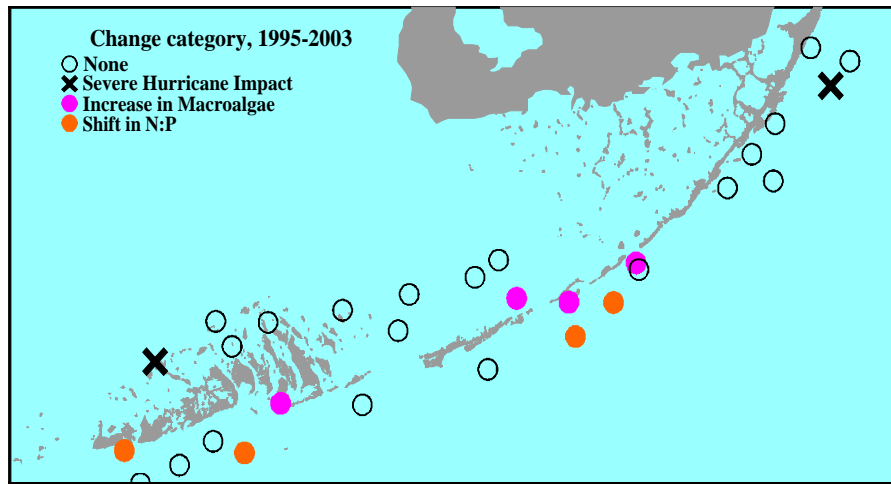 Change category, 1995-2003
None
Severe Hurricane Impact
Increase in Macroalgae
Shift in N:P